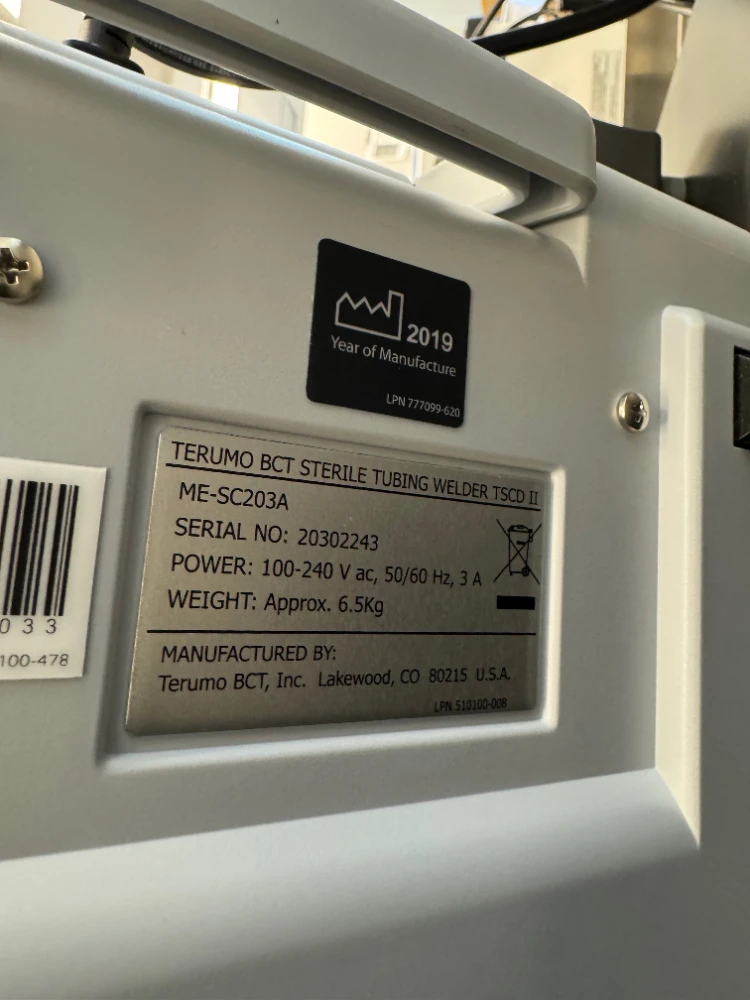 2019
Year of Manufacture
LPN 777099-620
TERUMO BCT STERILE TUBING WELDER TSCD II
ME-SC203A
SERIAL NO: 20302243
POWER: 100-240 V ac, 50/60 Hz, 3 A
WEIGHT: Approx. 6.5Kg
MANUFACTURED BY:
Terumo BCT, Inc. Lakewood, CO 80215 U.S.A.
LPN 510100-008
033
100-478